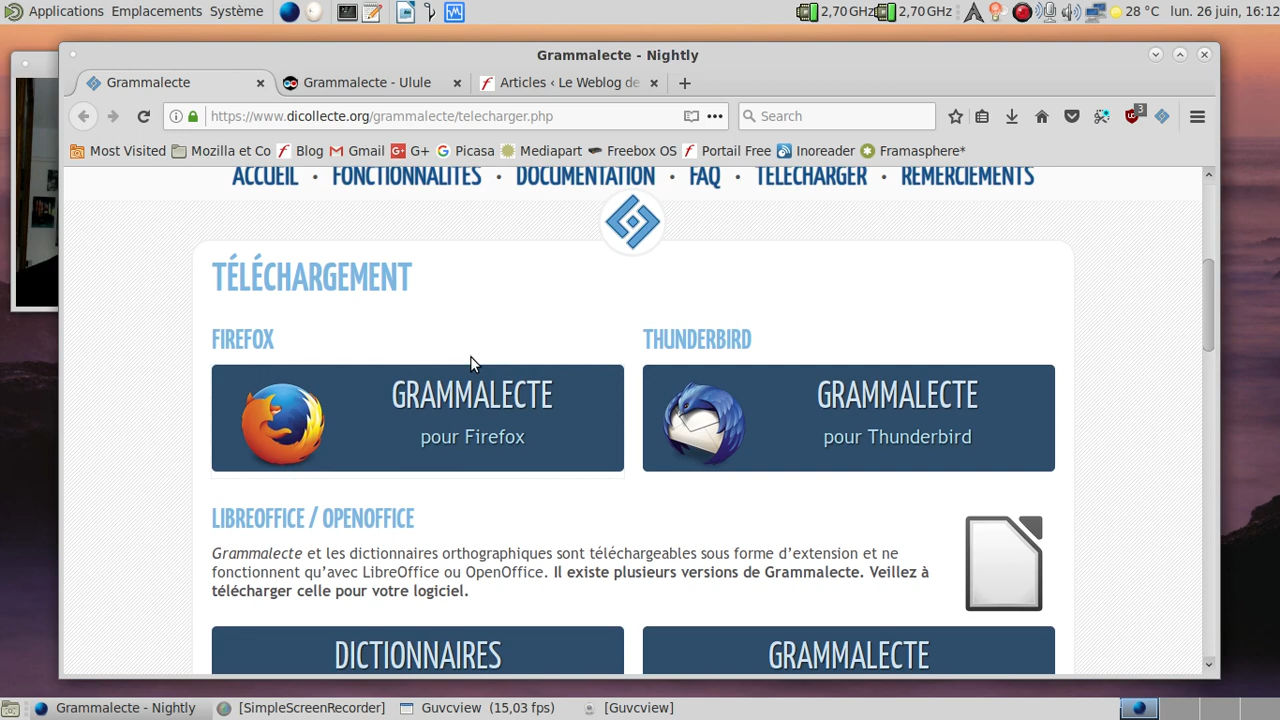 Applications Emplacements Système 2,70 GHz 2,70 GHz 28 °C lun. 26 juin, 16:12
Grammalecte - Nightly
Grammalecte Grammalecte - Ulule Articles ‹ Le Weblog de
https://www.dicollecte.org/grammalecte/telecharger.php Search 3
Most Visited Mozilla et Co Blog Gmail G+ Picasa Mediapart Freebox OS Portail Free Inoreader Framasphere*
ACCUEIL • FONCTIONNALITÉS • DOCUMENTATION • FAQ • TÉLÉCHARGER • REMERCIEMENTS
TÉLÉCHARGEMENT
FIREFOX THUNDERBIRD
GRAMMALECTE GRAMMALECTE
pour Firefox pour Thunderbird
LIBREOFFICE / OPENOFFICE
Grammalecte et les dictionnaires orthographiques sont téléchargeables sous forme d’extension et ne
fonctionnent qu’avec LibreOffice ou OpenOffice. Il existe plusieurs versions de Grammalecte. Veillez à
télécharger celle pour votre logiciel.
DICTIONNAIRES GRAMMALECTE
Grammalecte - Nightly [SimpleScreenRecorder] Guvcview (15,03 fps) [Guvcview]